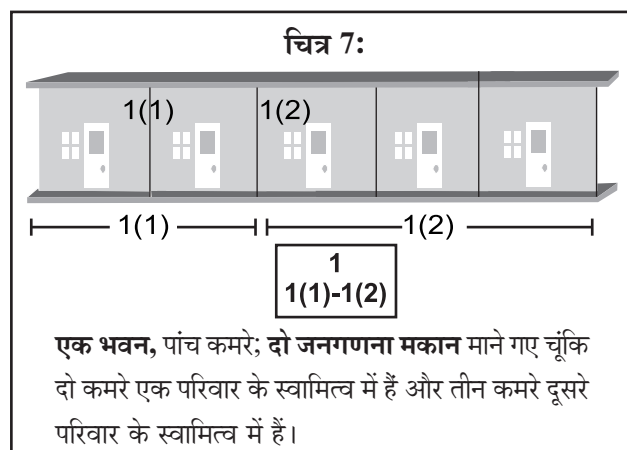 चित्र 7:
1(1) 1(2)
1(1) 1(2)
1
1(1)-1(2)
एक भवन, पांच कमरे; दो जनगणना मकान माने गए चूंकि
दो कमरे एक परिवार के स्वामित्व में हैं और तीन कमरे दूसरे
परिवार के स्वामित्व में हैं।